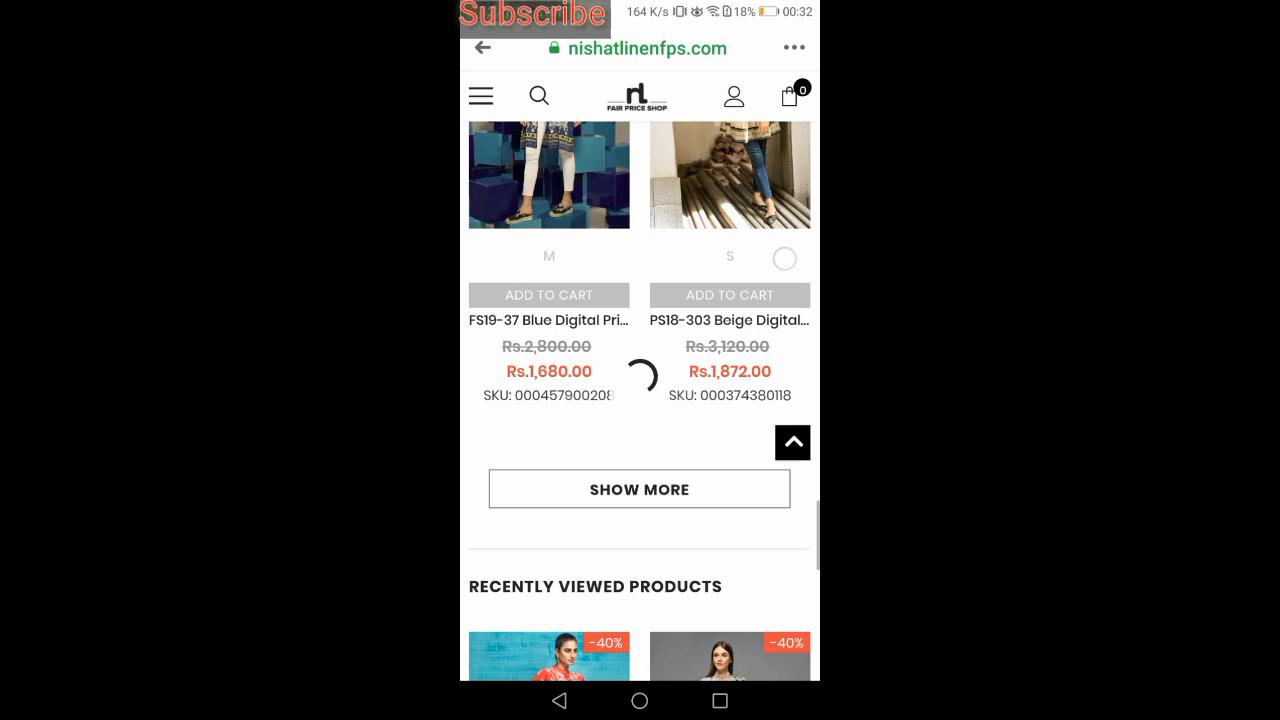 Subscribe
164 K/s 18% 00:32
nishatlinenfps.com
0
nl
FAIR PRICE SHOP
M S
ADD TO CART ADD TO CART
FS19-37 Blue Digital Pri... PS18-303 Beige Digital...
Rs.2,800.00 Rs.3,120.00
Rs.1,680.00 Rs.1,872.00
SKU: 000457900208 SKU: 000374380118
SHOW MORE
RECENTLY VIEWED PRODUCTS
-40% -40%